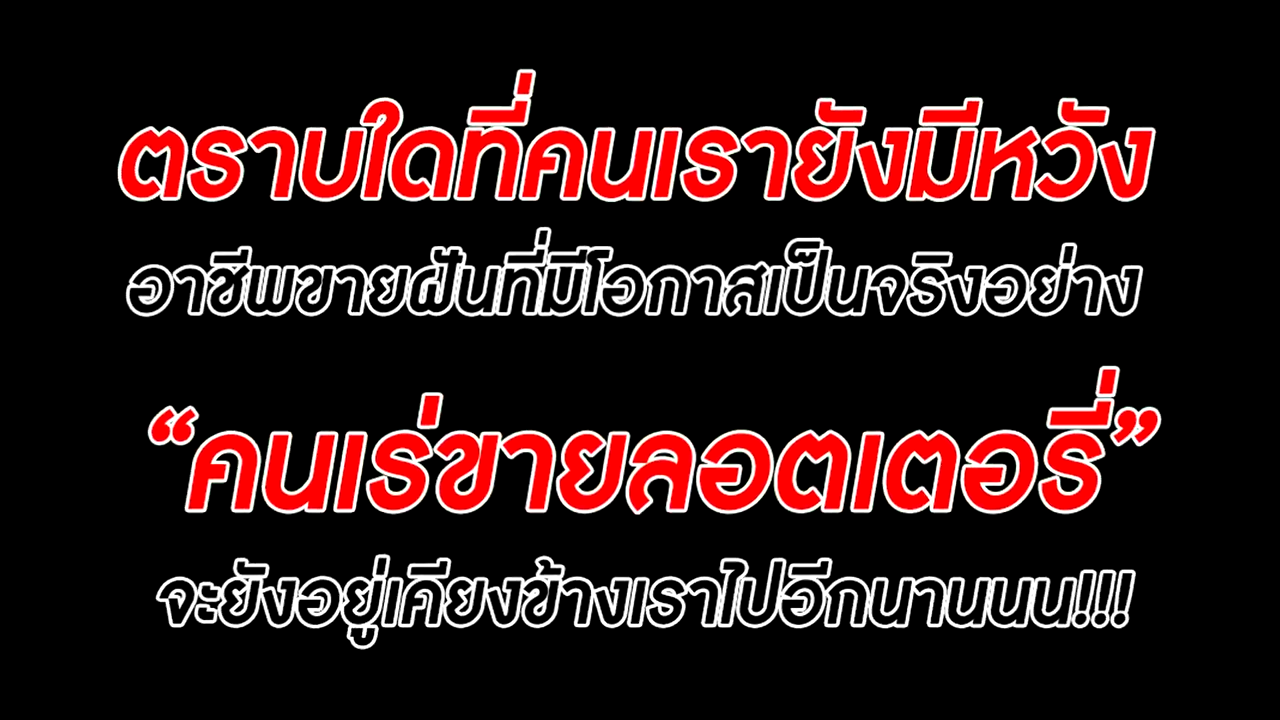 ตราบใดที่คนเรายังมีหวัง
อาชีพขายฝันที่มีโอกาสเป็นจริงอย่าง
“คนเร่ขายลอตเตอรี่”
จะยังอยู่เคียงข้างเราไปอีกนานนน!!!